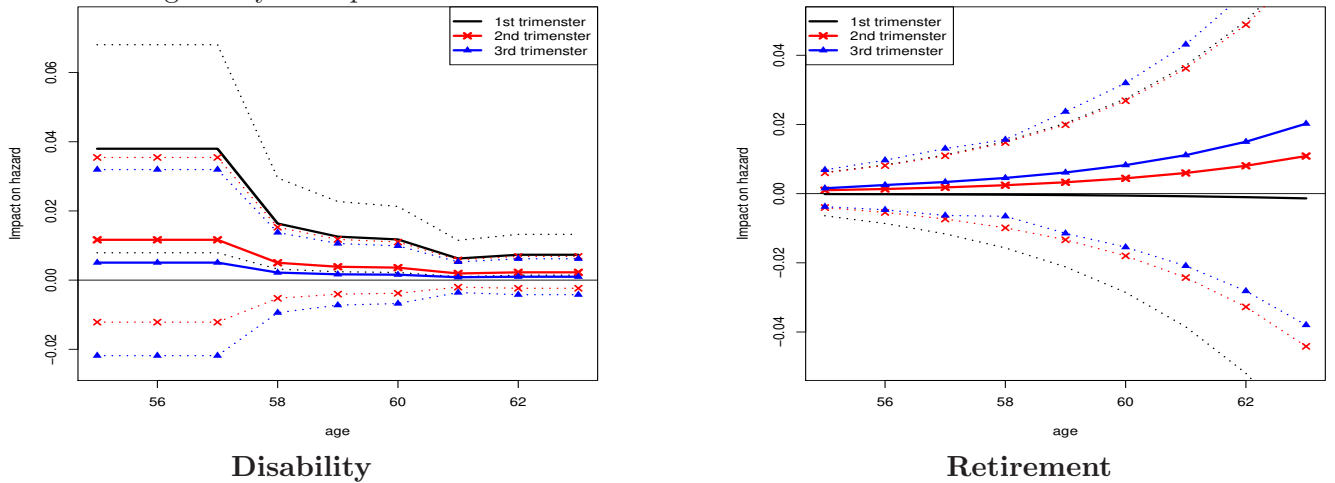 1st trimenster
2nd trimenster
3rd trimenster
Impact on hazard
0.06
0.04
0.02
0.00
−0.02
56 58 60 62
age
Disability
1st trimenster
2nd trimenster
3rd trimenster
Impact on hazard
0.04
0.02
0.00
−0.02
−0.04
56 58 60 62
age
Retirement